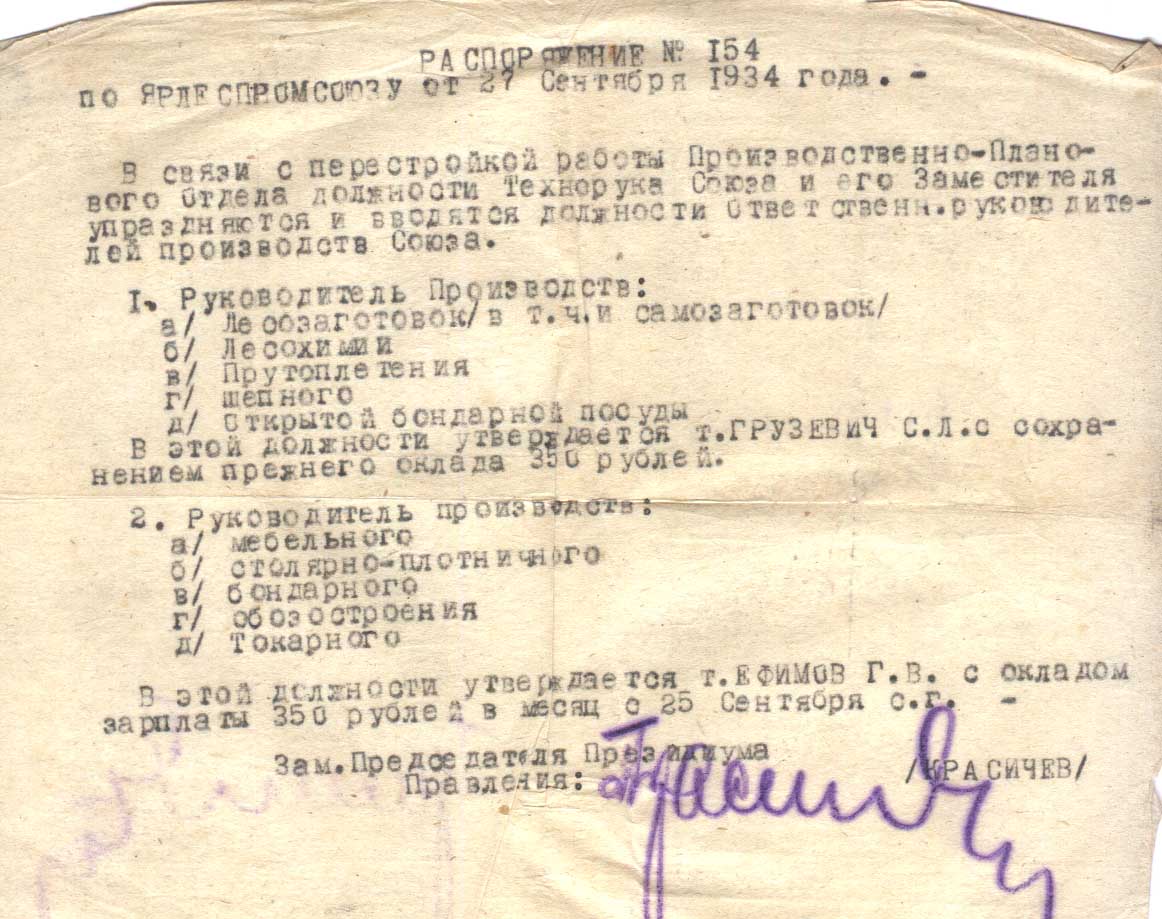 РАСПОРЯЖЕНИЕ № I54
по ЯРЛЕСПРОМСОЮЗУ от 27 Сентября 1934 года. -
В связи с перестройкой работы Производственно-Плано-
вого Отдела должности Технорука Союза и его Заместителя
упраздняются и вводятся должности Ответственн.руководите-
лей производств Союза.
1. Руководитель Производств:
а/ Лесозаготовок/в т.ч.и самозаготовок/
б/ Лесохимии
в/ Прутоплетения
г/ щепного
д/ Открытой бондарной посуды
В этой должности утверждается т.ГРУЗЕВИЧ С.Л.с сохра-
нением прежнего оклада 350 рублей.
2. Руководитель производств:
а/ мебельного
б/ столярно-плотничного
в/ бондарного
г/ обозостроения
д/ Токарного
В этой должности утверждается т.ЕФИМОВ Г.В. с окладом
зарплаты 350 рублей в месяц с 25 Сентября с.г. -
Зам.Председателя Президиума
Правления: /КРАСИЧЕВ/